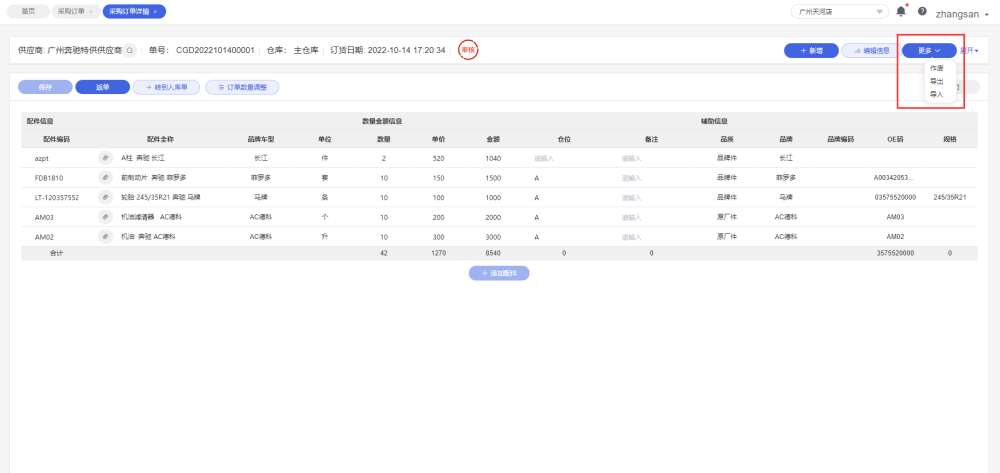 首页 采购订单 × 采购订单详情 × 广州天河店 zhangsan
供应商: 广州奔驰特供供应商 单号: CGD2022101400001 仓库: 主仓库 订货日期: 2022-10-14 17:20:34 审核 + 新增 编辑信息 更多 展开
作废
导出
导入
保存 返单 → 转到入库单 订单数量调整
配件信息 数量金额信息 辅助信息
配件编码 配件全称 品牌车型 单位 数量 单价 金额 仓位 备注 品质 品牌 品牌编码 OE码 规格
azpt A柱 奔驰 长江 长江 件 2 520 1040 请输入 请输入 品牌件 长江
FDB1810 前制动片 奔驰 菲罗多 菲罗多 套 10 150 1500 A 请输入 品牌件 菲罗多 A00342053...
LT-120357552 轮胎 245/35R21 奔驰 马牌 马牌 条 10 100 1000 A 请输入 品牌件 马牌 03575520000 245/35R21
AM03 机油滤清器 AC德科 AC德科 个 10 200 2000 A 请输入 原厂件 AC德科 AM03
AM02 机油 奔驰 AC德科 AC德科 升 10 300 3000 A 请输入 原厂件 AC德科 AM02
合计 42 1270 8540 0 0 3575520000 0
+ 添加配件